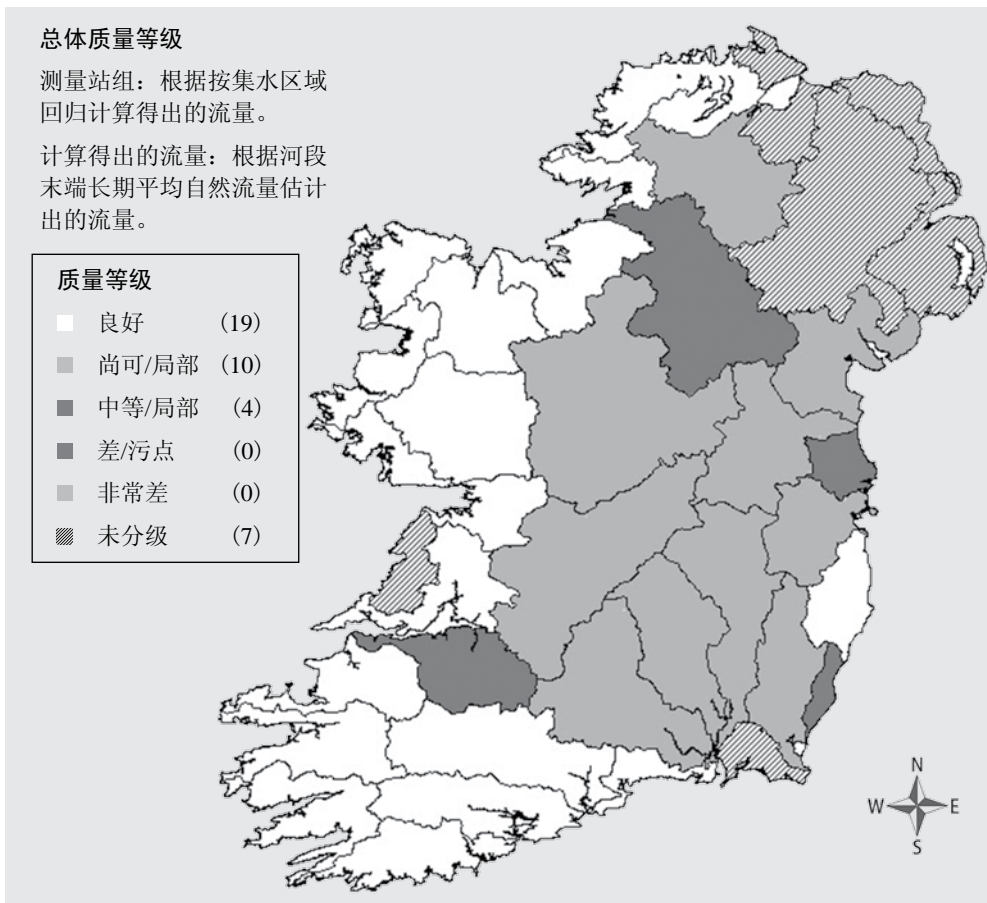 总体质量等级
测量站组：根据按集水区域
回归计算得出的流量。
计算得出的流量：根据河段
末端长期平均自然流量估计
出的流量。
质量等级
良好 (19)
尚可/局部 (10)
中等/局部 (4)
差/污点 (0)
非常差 (0)
未分级 (7)
N
W E
S